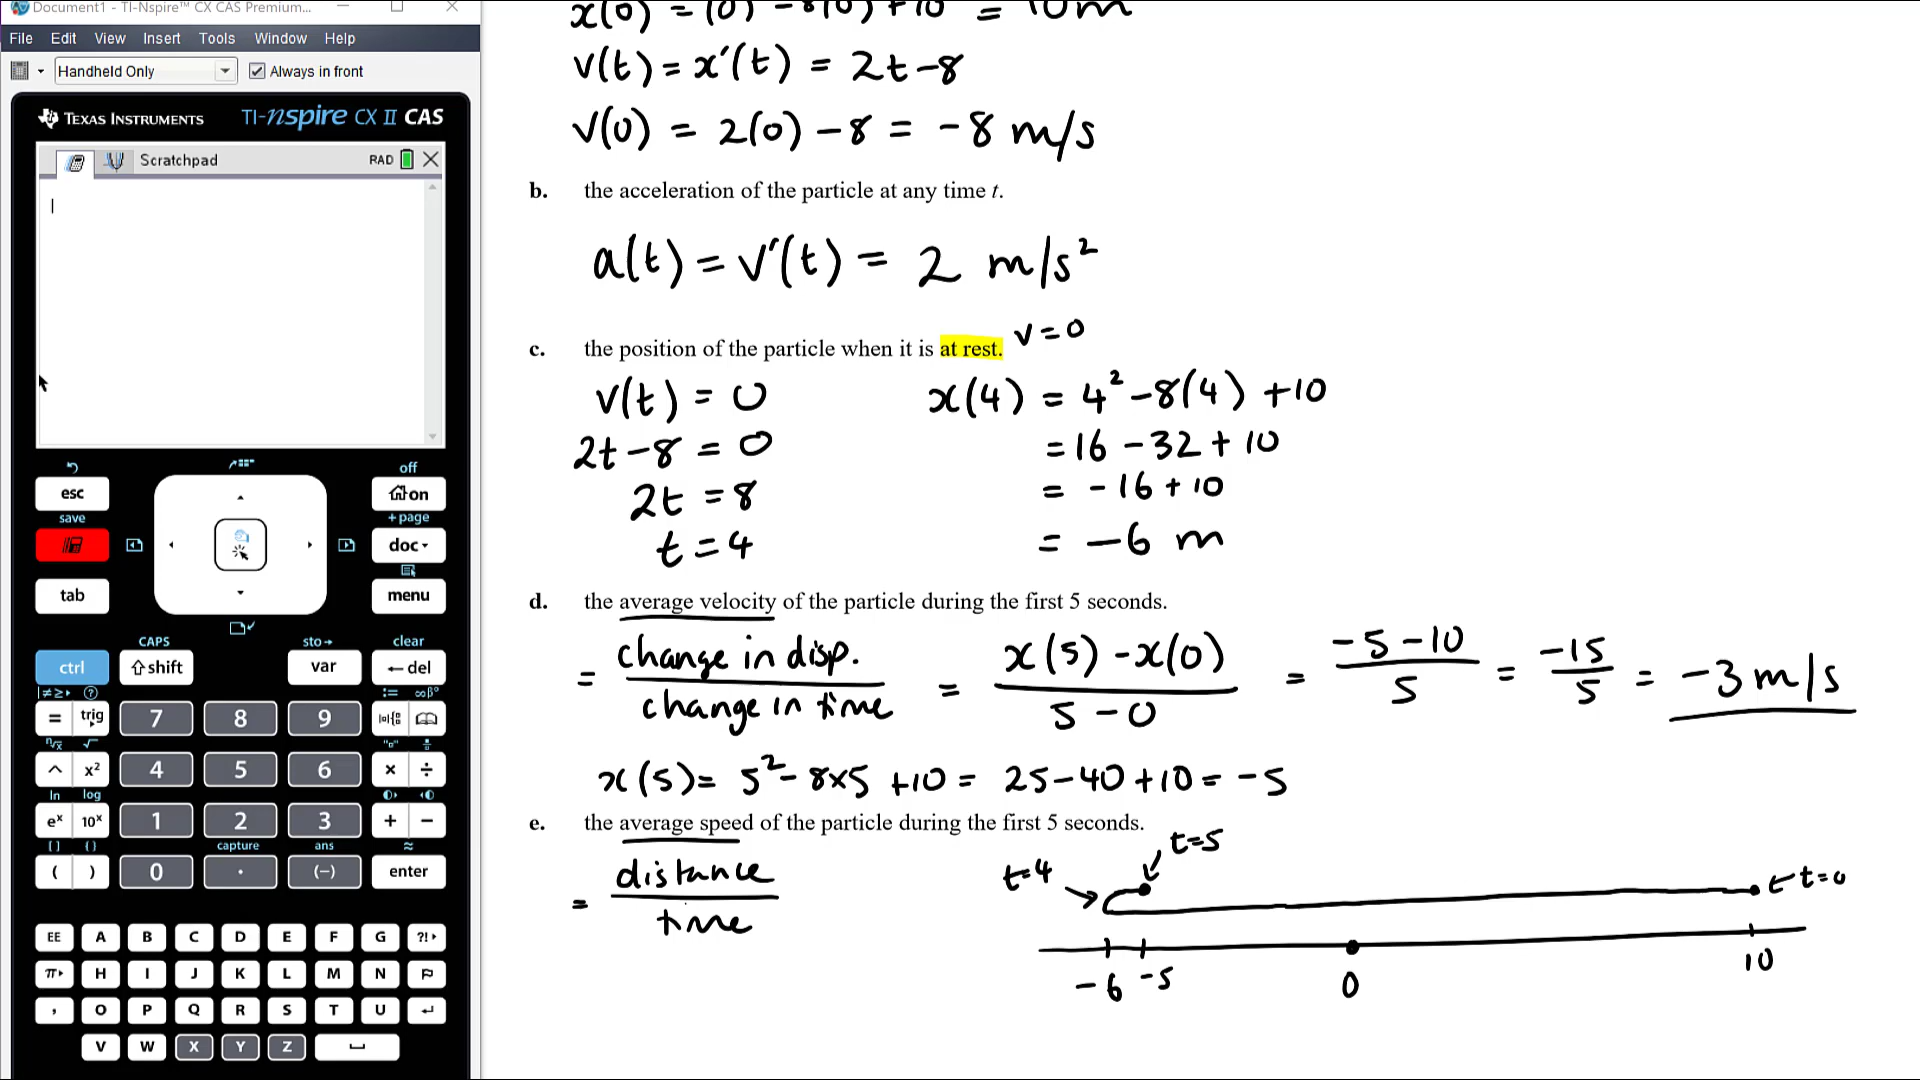 Document1 - TI-Nspire™ CX CAS Premium...
File Edit View Insert Tools Window Help
Handheld Only
Always in front
TEXAS INSTRUMENTS TI-nspire CX II CAS
Scratchpad RAD
off
esc on
save + page
doc
tab menu
CAPS sto→ clear
ctrl shift var ←del
= trig 7 8 9
^ x² 4 5 6 × ÷
ln log
eˣ 10ˣ 1 2 3 + −
[ ] { } capture ans ≈
( ) 0 . (−) enter
EE A B C D E F G ?!▸
π▸ H I J K L M N
, O P Q R S T U
V W X Y Z
x(0) = (0)² − 8(0) + 10 = 10m
v(t) = x'(t) = 2t − 8
v(0) = 2(0) − 8 = −8 m/s
b. the acceleration of the particle at any time t.
a(t) = v'(t) = 2 m/s²
c. the position of the particle when it is at rest. v = 0
v(t) = 0
2t − 8 = 0
2t = 8
t = 4
x(4) = 4² − 8(4) + 10
= 16 − 32 + 10
= −16 + 10
= −6 m
d. the average velocity of the particle during the first 5 seconds.
= change in disp. / change in time = x(5) − x(0) / 5 − 0 = −5 − 10 / 5 = −15 / 5 = −3 m/s
x(5) = 5² − 8×5 + 10 = 25 − 40 + 10 = −5
e. the average speed of the particle during the first 5 seconds.
= distance / time
t=4 t=5 t=0
−6 −5 0 10